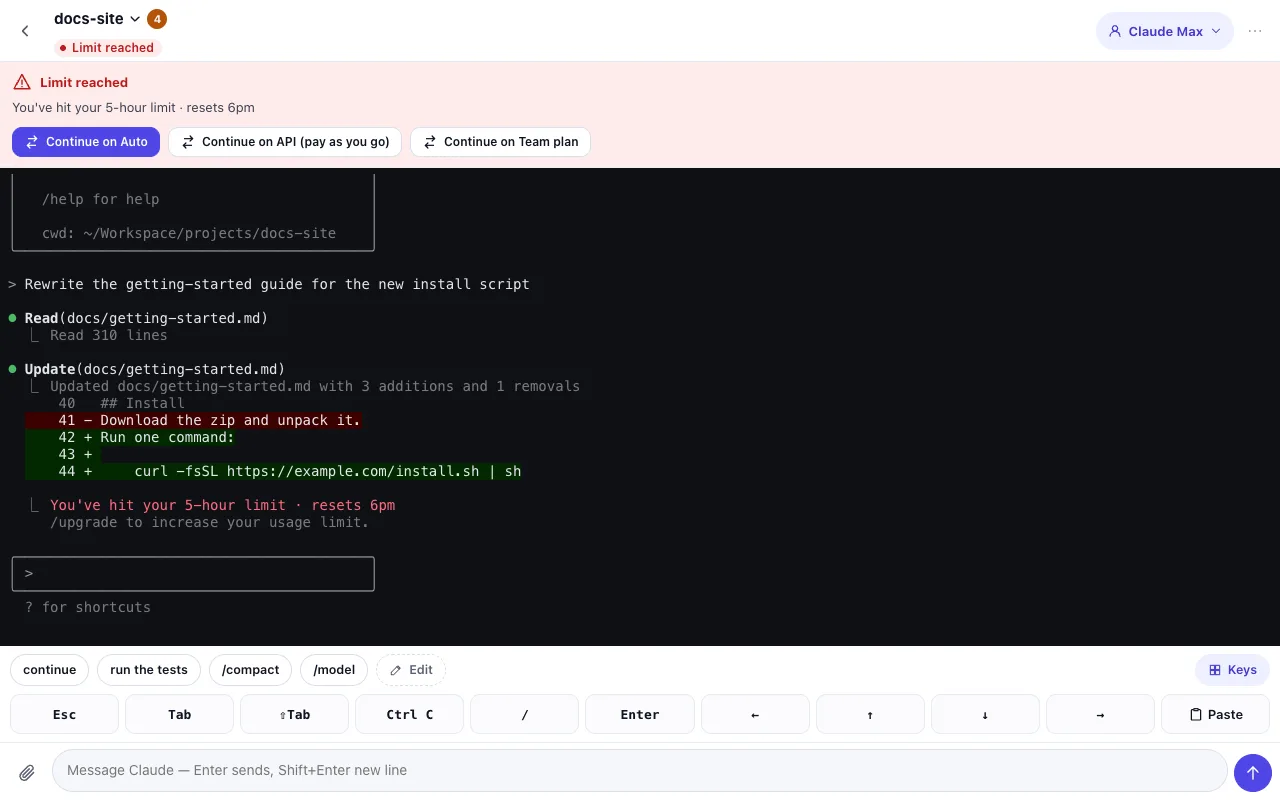 docs-site 4
Limit reached
Claude Max
Limit reached
You've hit your 5-hour limit · resets 6pm
Continue on Auto
Continue on API (pay as you go)
Continue on Team plan
/help for help
cwd: ~/Workspace/projects/docs-site
> Rewrite the getting-started guide for the new install script
Read(docs/getting-started.md)
Read 310 lines
Update(docs/getting-started.md)
Updated docs/getting-started.md with 3 additions and 1 removals
40 ## Install
41 - Download the zip and unpack it.
42 + Run one command:
43 +
44 + curl -fsSL https://example.com/install.sh | sh
You've hit your 5-hour limit · resets 6pm
/upgrade to increase your usage limit.
>
? for shortcuts
continue
run the tests
/compact
/model
Edit
Keys
Esc
Tab
⇧Tab
Ctrl C
/
Enter
←
↑
↓
→
Paste
Message Claude — Enter sends, Shift+Enter new line